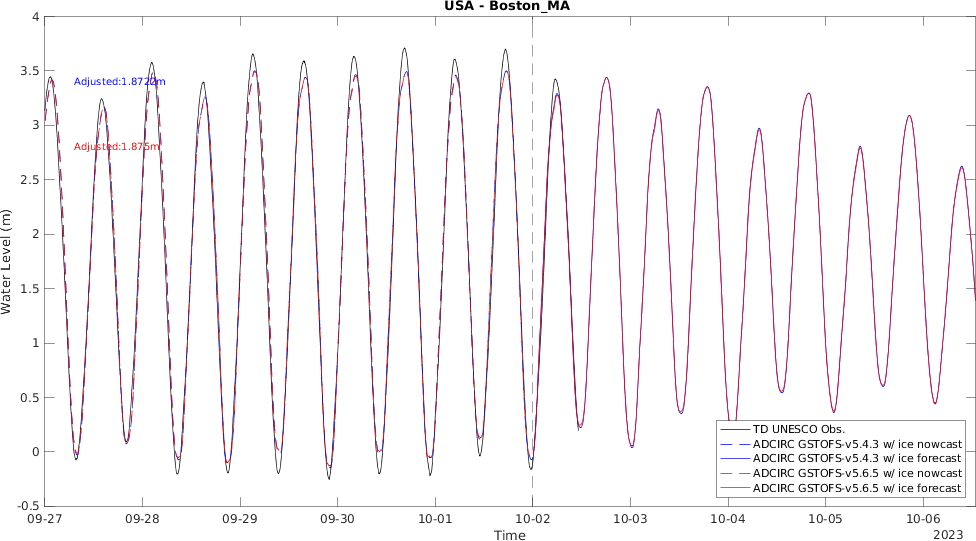 USA - Boston_MA
4
3.5
3
2.5
2
1.5
1
0.5
0
-0.5
Water Level (m)
Adjusted:1.8722m
Adjusted:1.875m
TD UNESCO Obs.
ADCIRC GSTOFS-v5.4.3 w/ ice nowcast
ADCIRC GSTOFS-v5.4.3 w/ ice forecast
ADCIRC GSTOFS-v5.6.5 w/ ice nowcast
ADCIRC GSTOFS-v5.6.5 w/ ice forecast
09-27 09-28 09-29 09-30 10-01 10-02 10-03 10-04 10-05 10-06
Time
2023